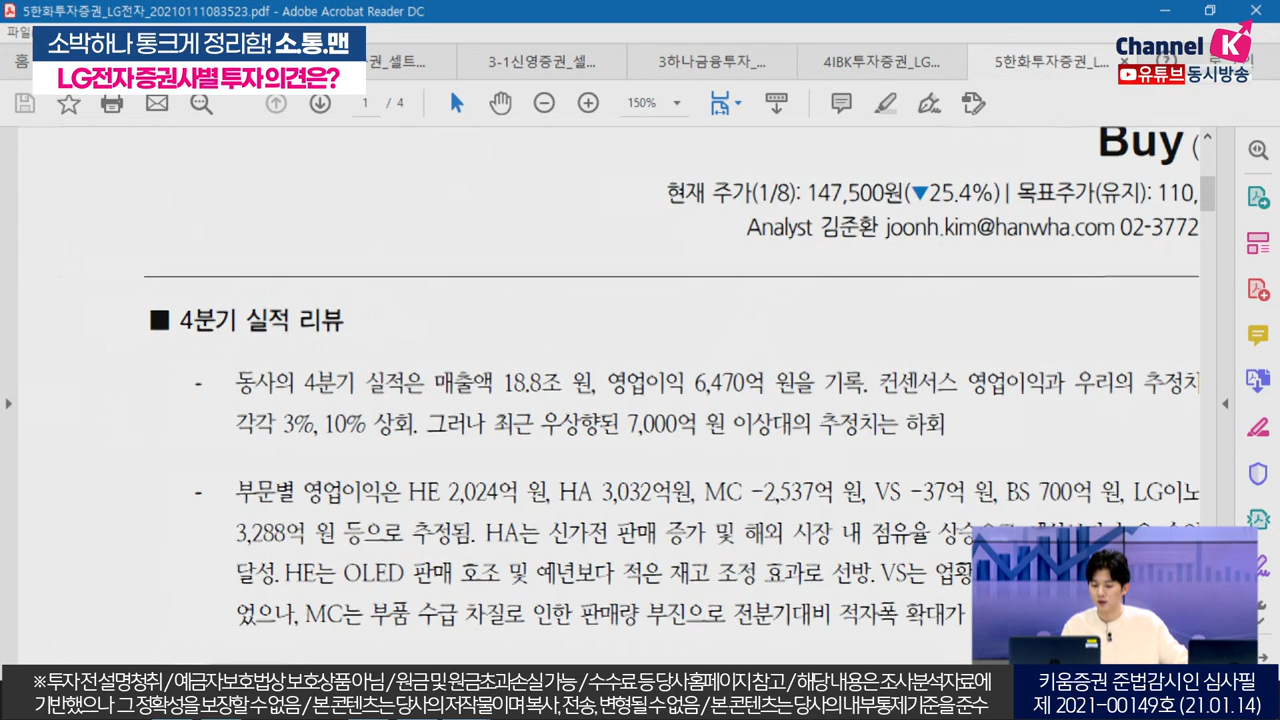 5한화투자증권_LG전자_20210111083523.pdf - Adobe Acrobat Reader DC
소박하나 통크게 정리함! 소.통.맨
LG전자 증권사별 투자 의견은?
Channel K
유튜브 동시방송
홈
권_셀트...
3-1신영증권_셀...
3하나금융투자_...
4IBK투자증권_LG...
5한화투자증권_L...
1 / 4
150%
Buy (
현재 주가(1/8): 147,500원(▼25.4%) | 목표주가(유지): 110,
Analyst 김준환 joonh.kim@hanwha.com 02-3772
■ 4분기 실적 리뷰
- 동사의 4분기 실적은 매출액 18.8조 원, 영업이익 6,470억 원을 기록. 컨센서스 영업이익과 우리의 추정치
각각 3%, 10% 상회. 그러나 최근 우상향된 7,000억 원 이상대의 추정치는 하회
- 부문별 영업이익은 HE 2,024억 원, HA 3,032억원, MC -2,537억 원, VS -37억 원, BS 700억 원, LG이노
3,288억 원 등으로 추정됨. HA는 신가전 판매 증가 및 해외 시장 내 점유율
달성. HE는 OLED 판매 호조 및 예년보다 적은 재고 조정 효과로 선방. VS는 업황
었으나, MC는 부품 수급 차질로 인한 판매량 부진으로 전분기대비 적자폭 확대가
※ 투자 전 설명청취 / 예금자보호법상 보호상품 아님 / 원금 및 원금초과손실 가능 / 수수료 등 당사홈페이지 참고 / 해당 내용은 조사분석자료에
기반했으나 그 정확성을 보장할 수 없음 / 본 콘텐츠는 당사의 저작물이며 복사, 전송, 변형될 수 없음 / 본 콘텐츠는 당사의 내부통제기준을 준수
키움증권 준법감시인 심사필
제 2021-00149호 (21.01.14)